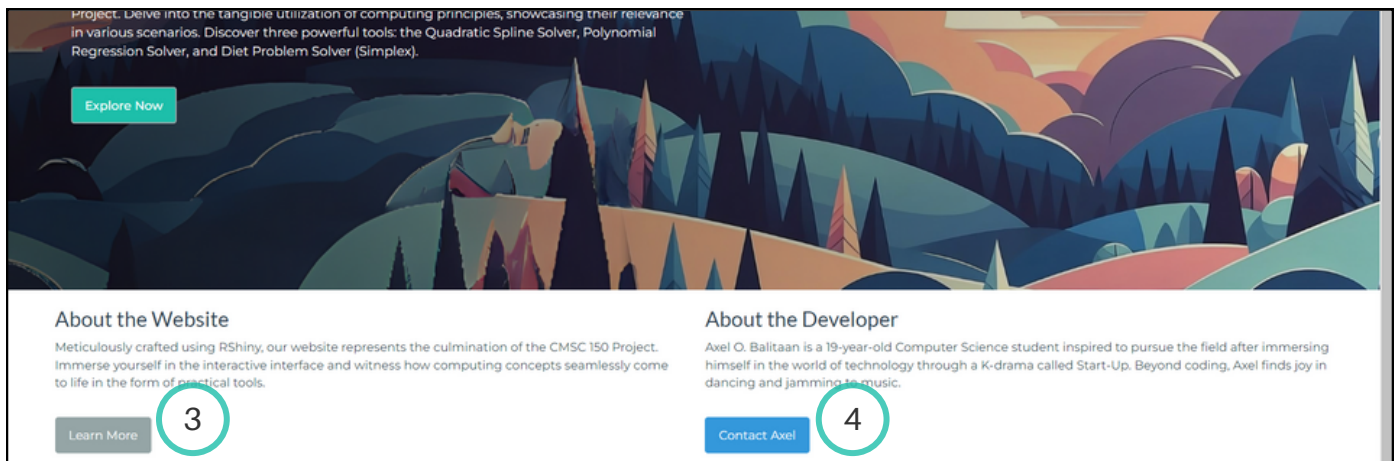 Project. Delve into the tangible utilization of computing principles, showcasing their relevance
in various scenarios. Discover three powerful tools: the Quadratic Spline Solver, Polynomial
Regression Solver, and Diet Problem Solver (Simplex).
Explore Now
About the Website
Meticulously crafted using RShiny, our website represents the culmination of the CMSC 150 Project.
Immerse yourself in the interactive interface and witness how computing concepts seamlessly come
to life in the form of practical tools.
Learn More
3
About the Developer
Axel O. Balitaan is a 19-year-old Computer Science student inspired to pursue the field after immersing
himself in the world of technology through a K-drama called Start-Up. Beyond coding, Axel finds joy in
dancing and jamming to music.
Contact Axel
4